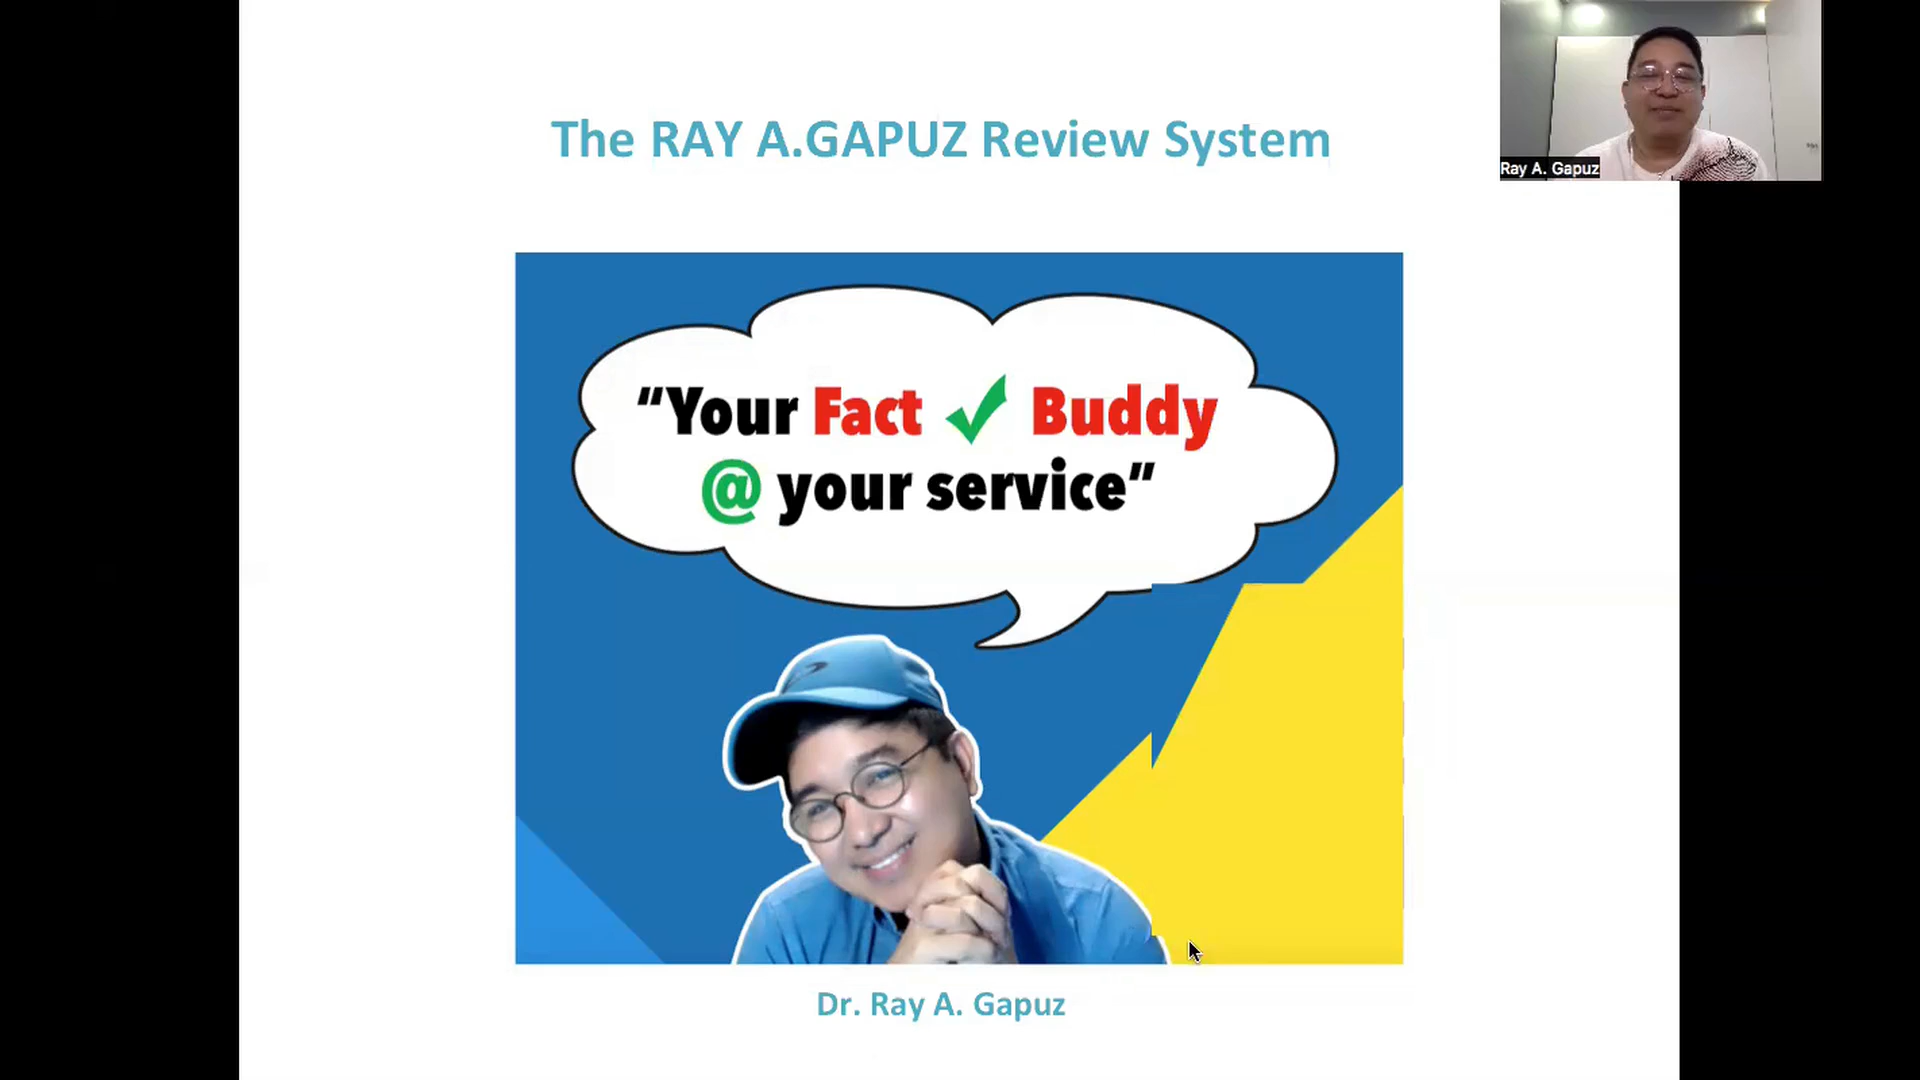 The RAY A.GAPUZ Review System
Ray A. Gapuz
“Your Fact ✓ Buddy
@ your service”
Dr. Ray A. Gapuz